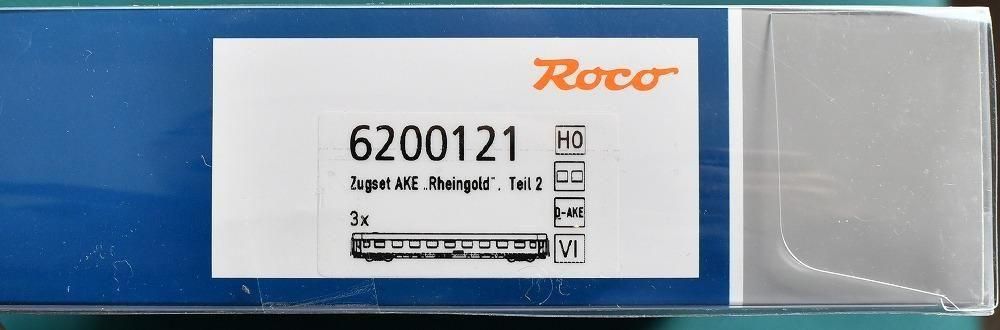 Roco
6200121
Zugset AKE „Rheingold", Teil 2
3x
H0
D-AKE
VI